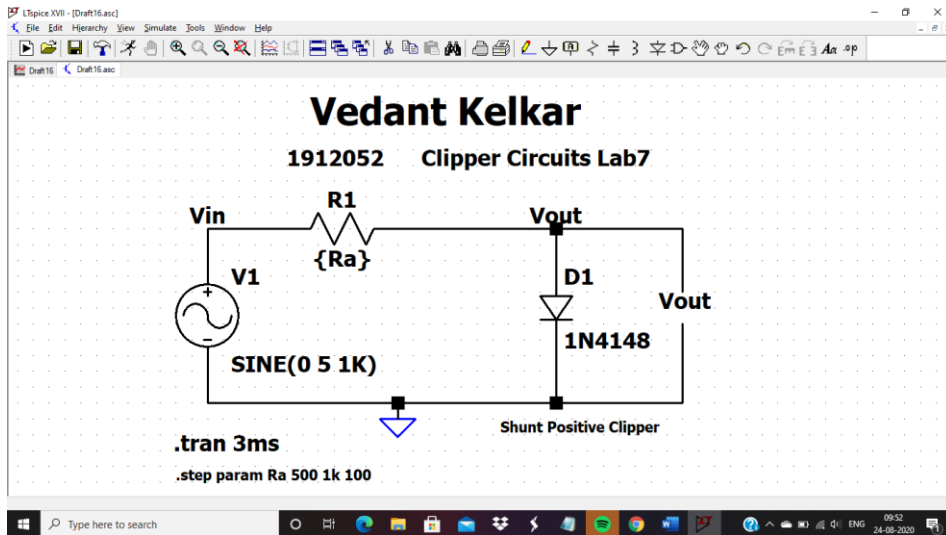 LTspice XVII - [Draft16.asc]
File Edit Hierarchy View Simulate Tools Window Help
Aa .op
Draft16 Draft16.asc
Vedant Kelkar
1912052 Clipper Circuits Lab7
R1
Vin Vout
{Ra}
V1 D1
Vout
1N4148
SINE(0 5 1K)
Shunt Positive Clipper
.tran 3ms
.step param Ra 500 1k 100
Type here to search
ENG
09:52
24-08-2020